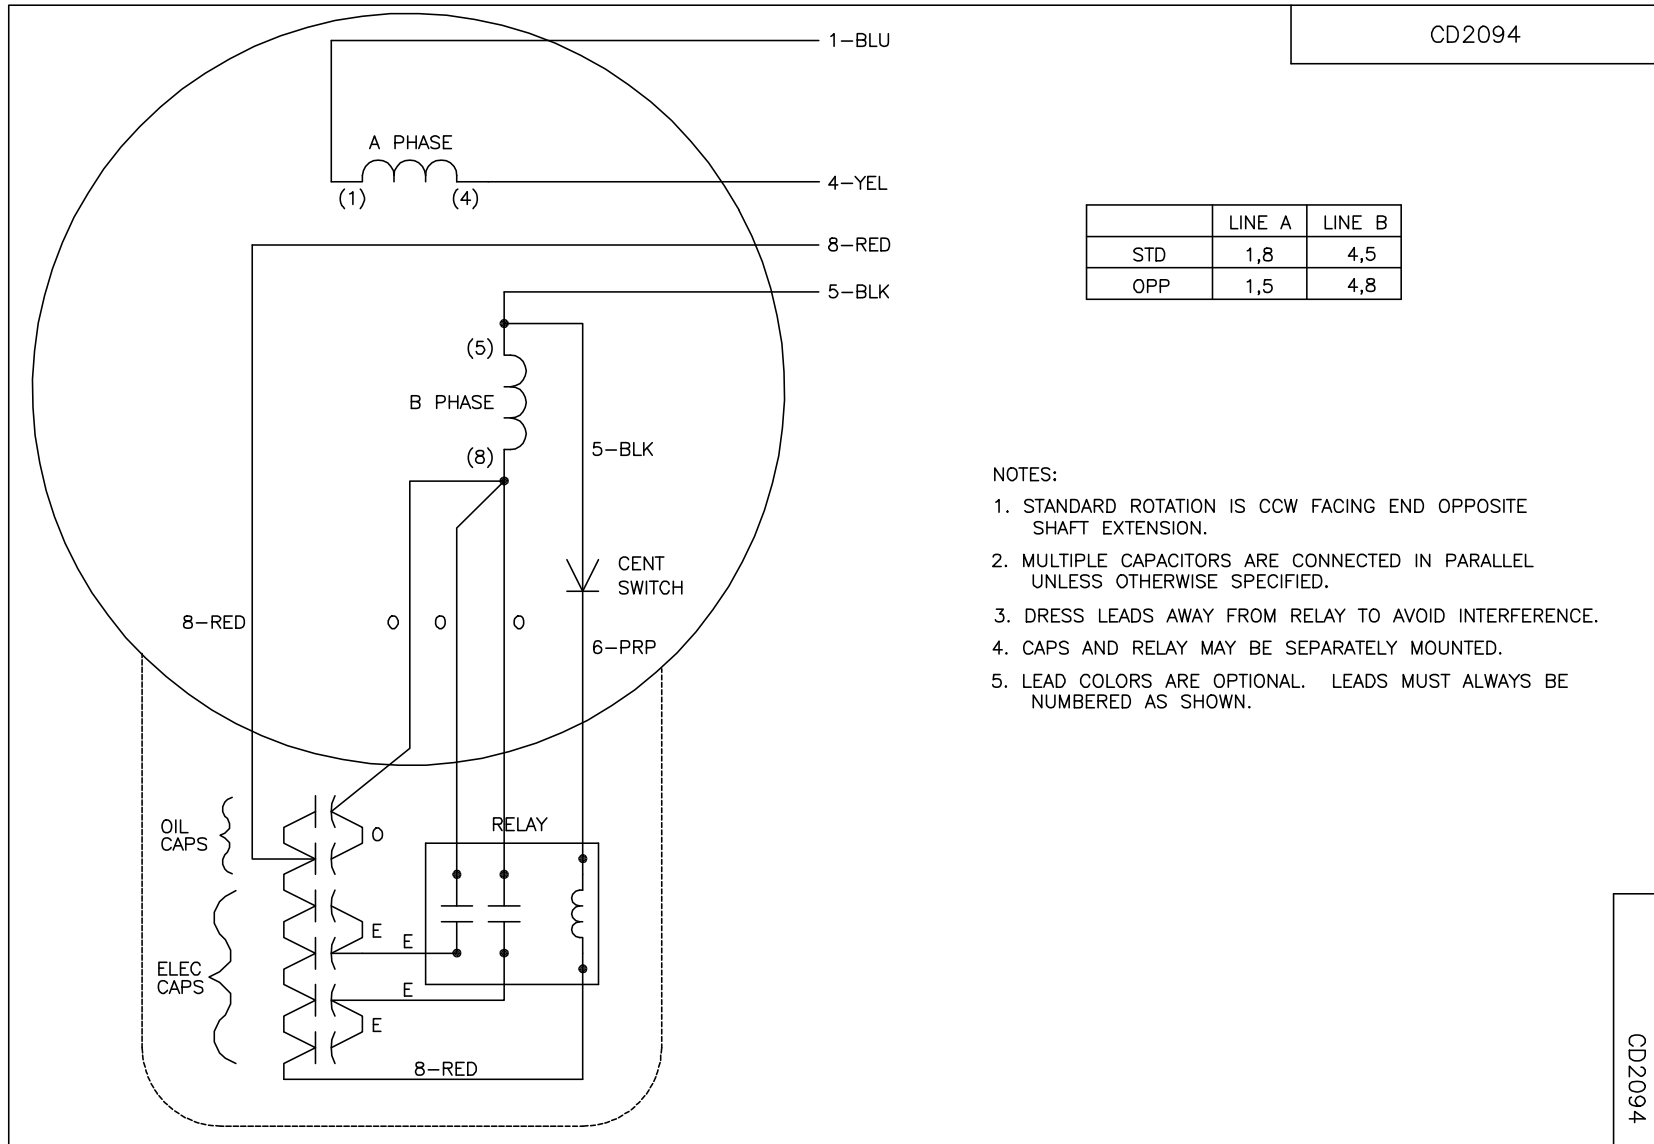 1-BLU
CD2094
A PHASE
(1)
(4)
4-YEL
8-RED
5-BLK
LINE A LINE B
STD 1,8 4,5
OPP 1,5 4,8
(5)
B PHASE
(8)
5-BLK
CENT
SWITCH
8-RED
O
O
O
6-PRP
NOTES:
1. STANDARD ROTATION IS CCW FACING END OPPOSITE
SHAFT EXTENSION.
2. MULTIPLE CAPACITORS ARE CONNECTED IN PARALLEL
UNLESS OTHERWISE SPECIFIED.
3. DRESS LEADS AWAY FROM RELAY TO AVOID INTERFERENCE.
4. CAPS AND RELAY MAY BE SEPARATELY MOUNTED.
5. LEAD COLORS ARE OPTIONAL. LEADS MUST ALWAYS BE
NUMBERED AS SHOWN.
OIL
CAPS
O
RELAY
E
E
ELEC
CAPS
E
E
8-RED
CD2094